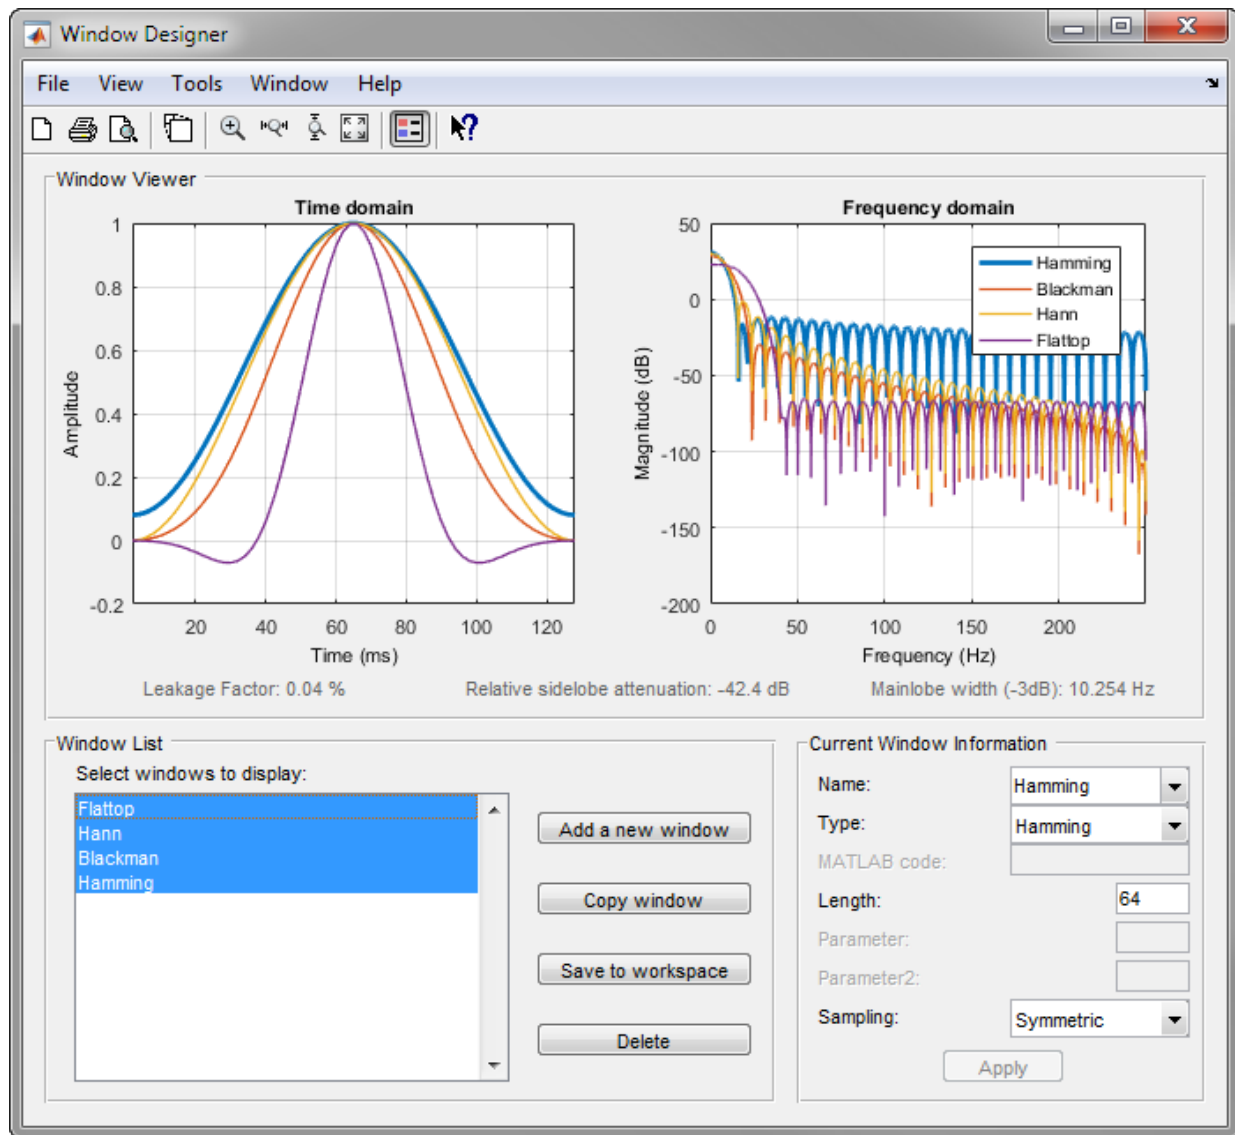 Window Designer
File View Tools Window Help
Window Viewer
Time domain
1
0.8
0.6
0.4
0.2
0
-0.2
Amplitude
20 40 60 80 100 120
Time (ms)
Frequency domain
50
0
-50
-100
-150
-200
Magnitude (dB)
Hamming
Blackman
Hann
Flattop
0 50 100 150 200
Frequency (Hz)
Leakage Factor: 0.04 % Relative sidelobe attenuation: -42.4 dB Mainlobe width (-3dB): 10.254 Hz
Window List
Select windows to display:
Flattop
Hann
Blackman
Hamming
Add a new window
Copy window
Save to workspace
Delete
Current Window Information
Name: Hamming
Type: Hamming
MATLAB code:
Length: 64
Parameter:
Parameter2:
Sampling: Symmetric
Apply